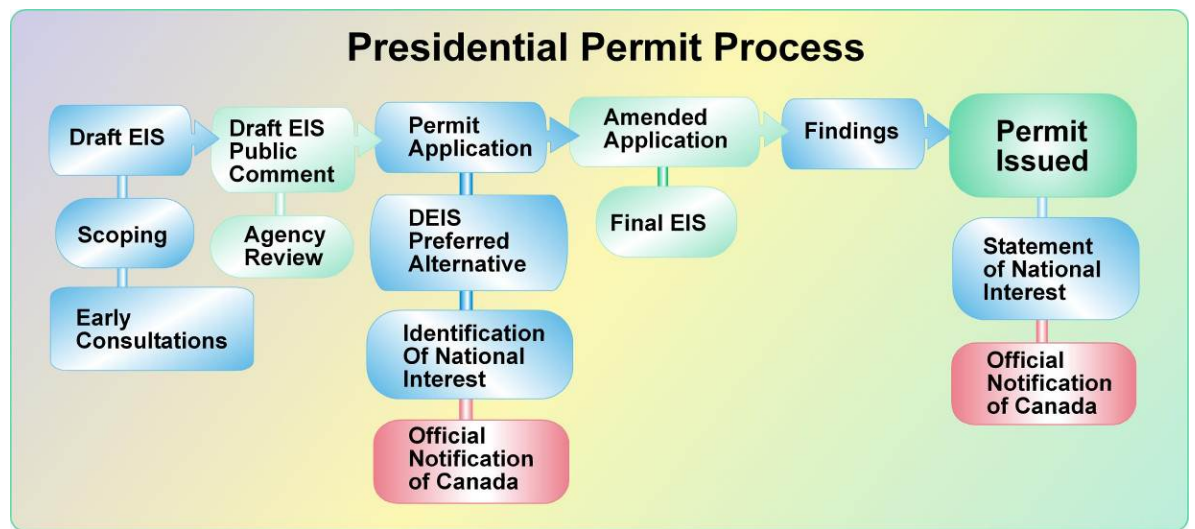 Presidential Permit Process
Draft EIS
Scoping
Early
Consultations
Draft EIS
Public
Comment
Agency
Review
Permit
Application
DEIS
Preferred
Alternative
Identification
Of National
Interest
Official
Notification
of Canada
Amended
Application
Final EIS
Findings
Permit
Issued
Statement
of National
Interest
Official
Notification
of Canada